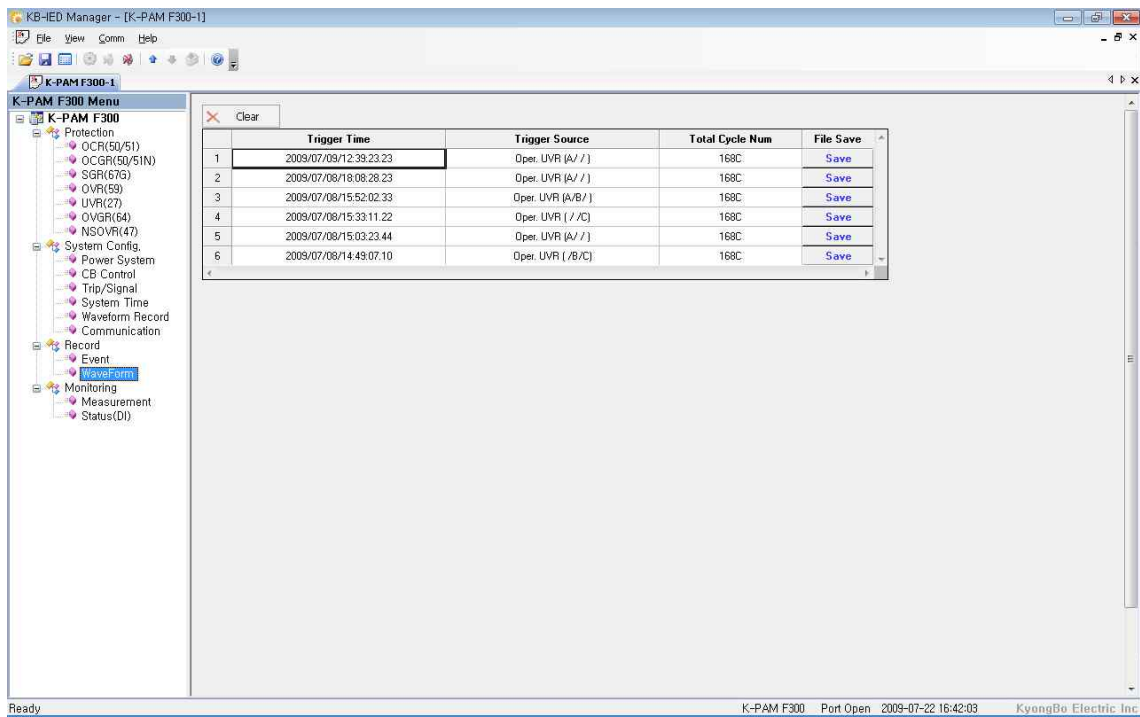 KB-IED Manager - [K-PAM F300-1]
File View Comm Help
K-PAM F300-1
K-PAM F300 Menu
K-PAM F300
Protection
OCR(50/51)
OCGR(50/51N)
SGR(67G)
OVR(59)
UVR(27)
OVGR(64)
NSOVR(47)
System Config,
Power System
CB Control
Trip/Signal
System TIme
Waveform Record
Communication
Record
Event
WaveForm
Monitoring
Measurement
Status(DI)
Clear
Trigger Time Trigger Source Total Cycle Num File Save
1 2009/07/09/12:39:23.23 Oper. UVR (A/ / ) 168C Save
2 2009/07/08/18:08:28.23 Oper. UVR (A/ / ) 168C Save
3 2009/07/08/15:52:02.33 Oper. UVR (A/B/ ) 168C Save
4 2009/07/08/15:33:11.22 Oper. UVR ( / /C) 168C Save
5 2009/07/08/15:03:23.44 Oper. UVR (A/ / ) 168C Save
6 2009/07/08/14:49:07.10 Oper. UVR ( /B/C) 168C Save
Ready K-PAM F300 Port Open 2009-07-22 16:42:03 KyongBo Electric Inc